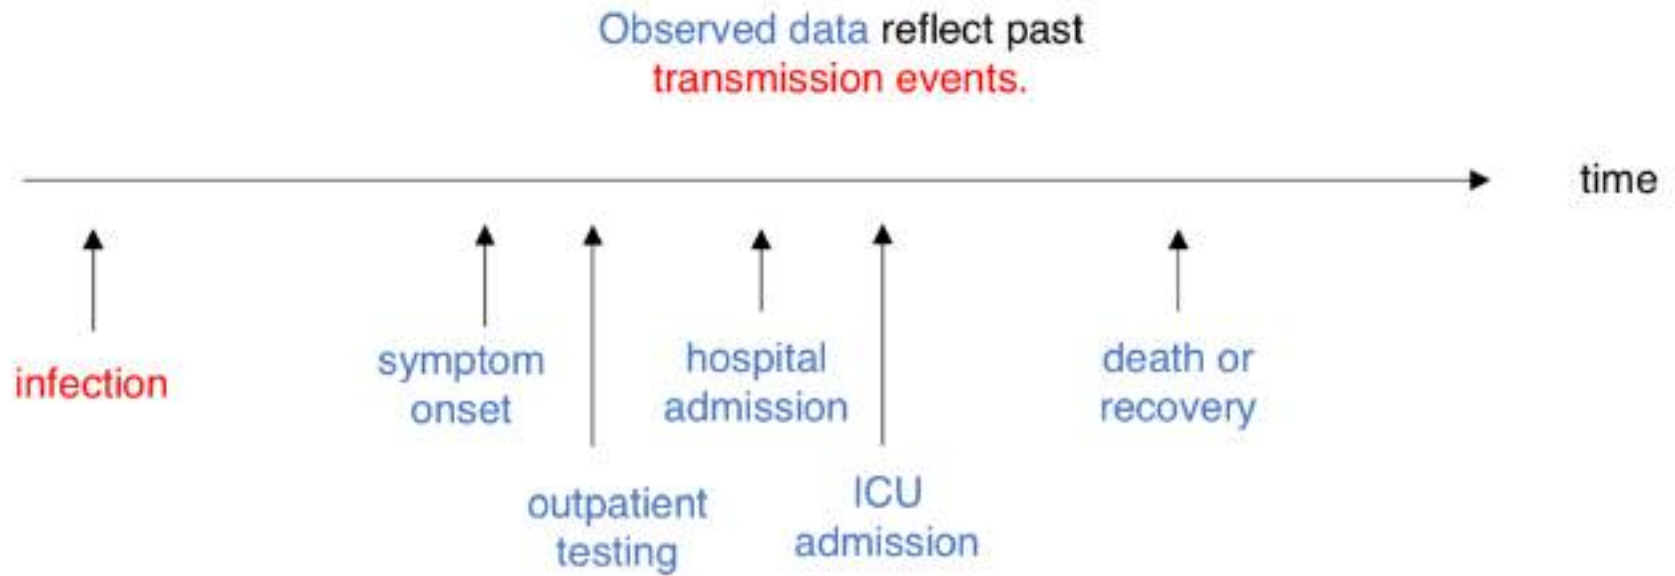 Observed data reflect past
transmission events.
time
infection
symptom
onset
outpatient
testing
hospital
admission
ICU
admission
death or
recovery